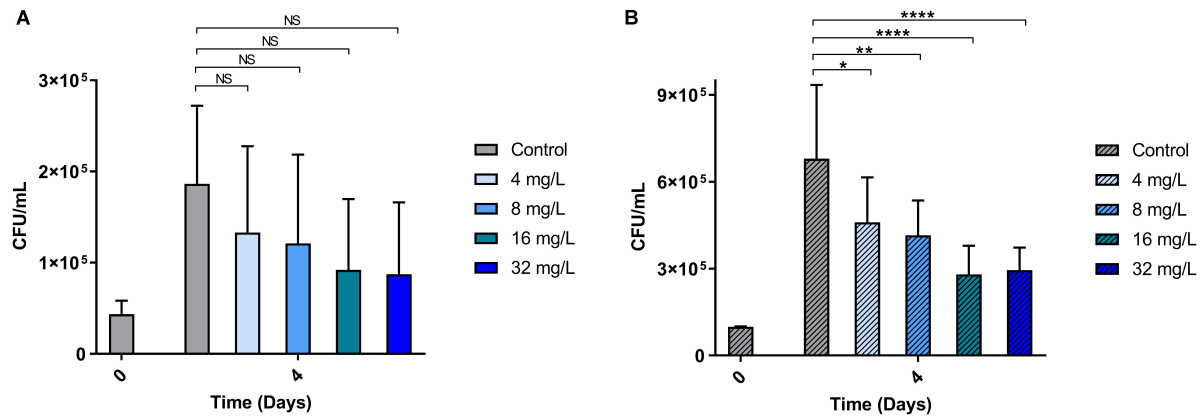 A
NS
NS
NS
NS
3×10⁵
2×10⁵
1×10⁵
0
CFU/mL
0
4
Time (Days)
Control
4 mg/L
8 mg/L
16 mg/L
32 mg/L
B
****
****
**
*
9×10⁵
6×10⁵
3×10⁵
0
CFU/mL
0
4
Time (Days)
Control
4 mg/L
8 mg/L
16 mg/L
32 mg/L